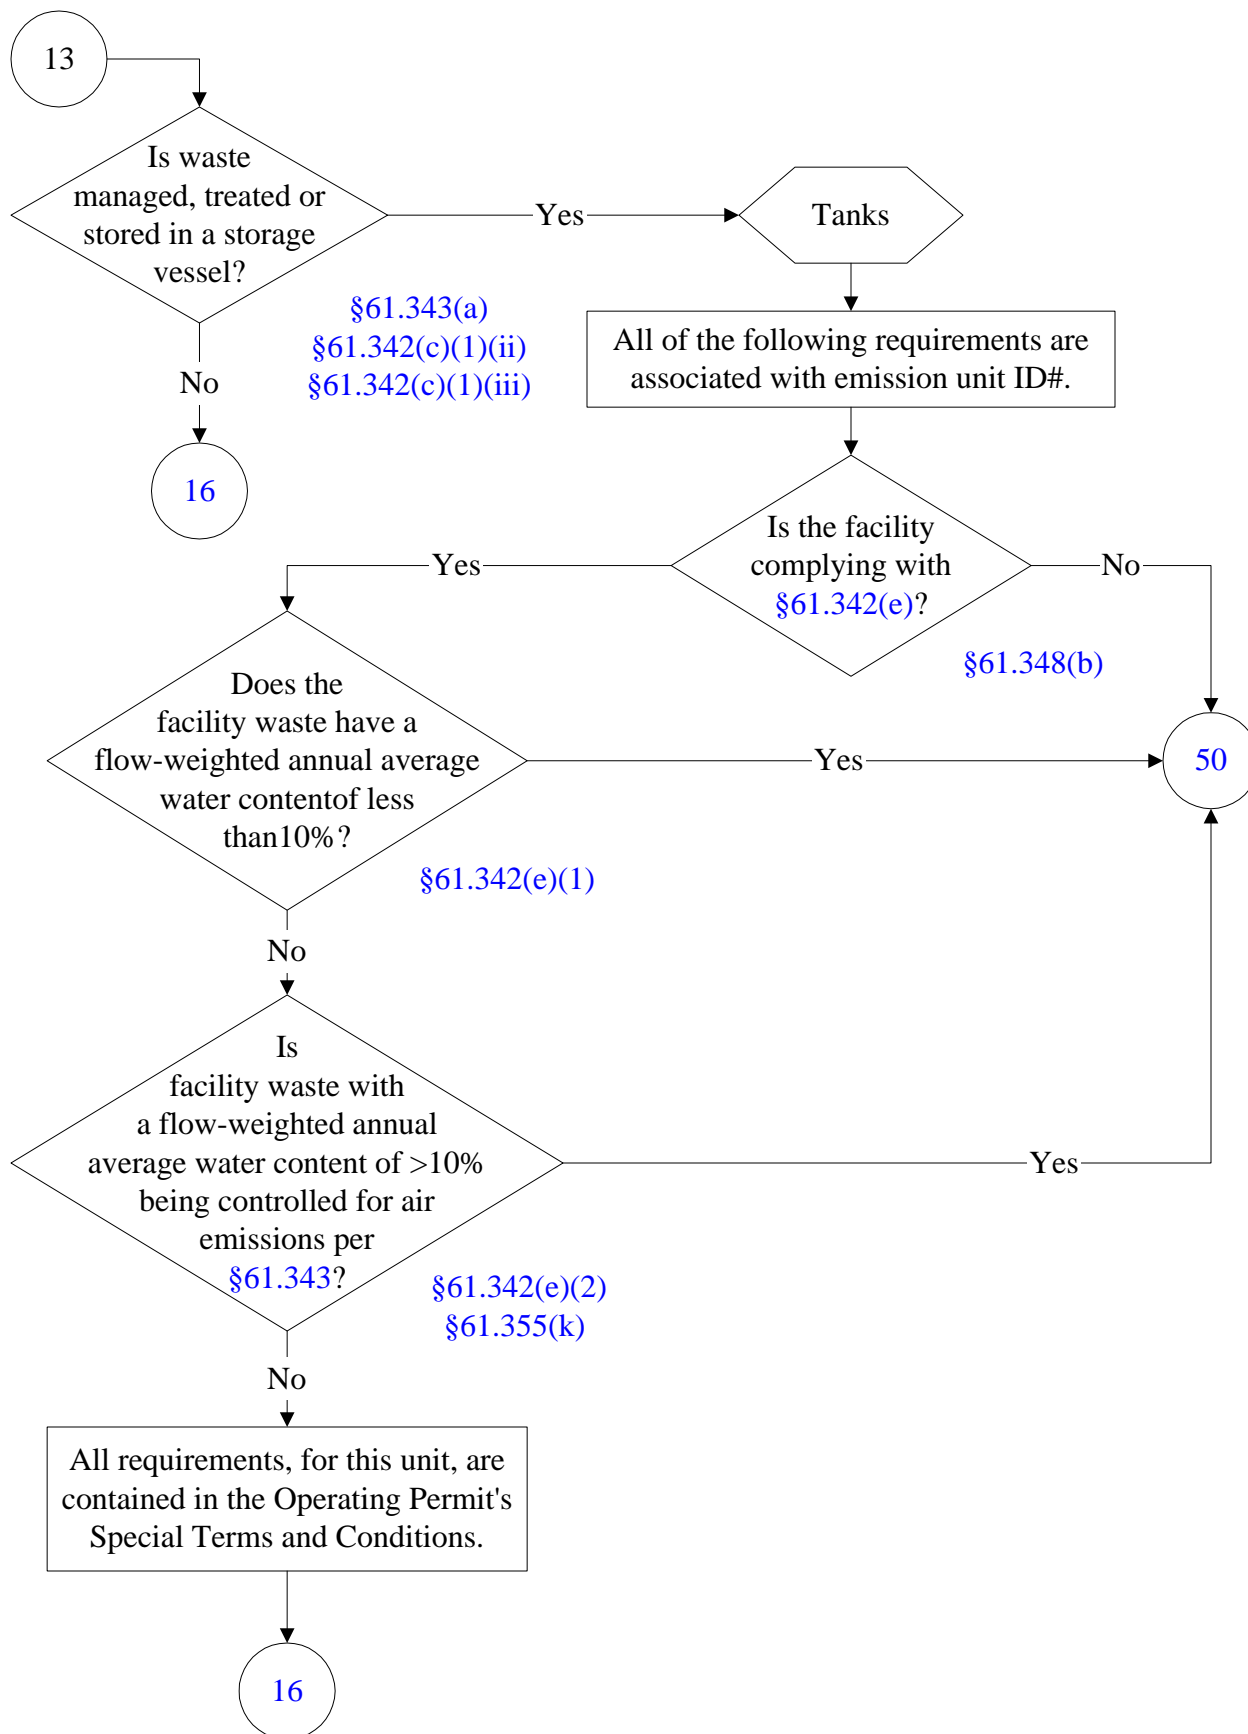 13
Is waste
managed, treated or
stored in a storage
vessel?
Yes
Tanks
§61.343(a)
§61.342(c)(1)(ii)
§61.342(c)(1)(iii)
No
16
All of the following requirements are
associated with emission unit ID#.
Is the facility
complying with
§61.342(e)?
Yes
No
§61.348(b)
Does the
facility waste have a
flow-weighted annual average
water contentof less
than10%?
Yes
50
§61.342(e)(1)
No
Is
facility waste with
a flow-weighted annual
average water content of >10%
being controlled for air
emissions per
§61.343?
Yes
§61.342(e)(2)
§61.355(k)
No
All requirements, for this unit, are
contained in the Operating Permit's
Special Terms and Conditions.
16